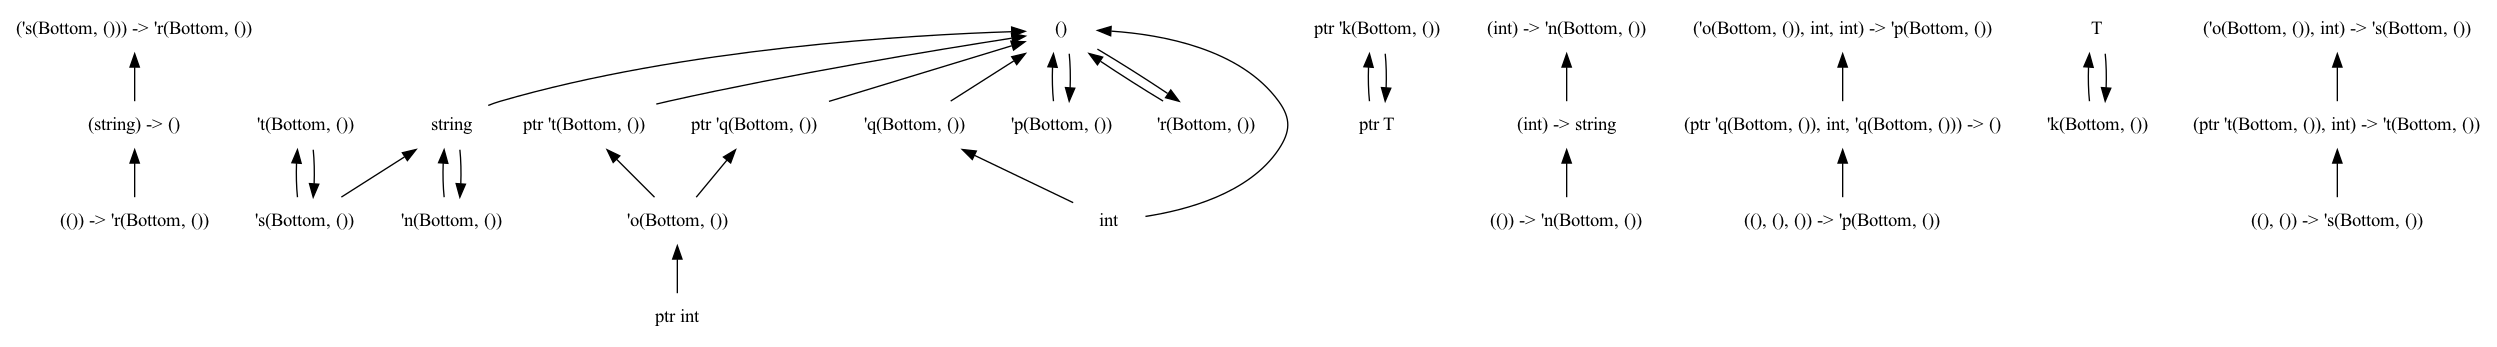 ('s(Bottom, ())) -> 'r(Bottom, ())
()
ptr 'k(Bottom, ())
(int) -> 'n(Bottom, ())
('o(Bottom, ()), int, int) -> 'p(Bottom, ())
T
('o(Bottom, ()), int) -> 's(Bottom, ())
(string) -> ()
't(Bottom, ())
string
ptr 't(Bottom, ())
ptr 'q(Bottom, ())
'q(Bottom, ())
'p(Bottom, ())
'r(Bottom, ())
ptr T
(int) -> string
(ptr 'q(Bottom, ()), int, 'q(Bottom, ())) -> ()
'k(Bottom, ())
(ptr 't(Bottom, ()), int) -> 't(Bottom, ())
(()) -> 'r(Bottom, ())
's(Bottom, ())
'n(Bottom, ())
'o(Bottom, ())
int
(()) -> 'n(Bottom, ())
((), (), ()) -> 'p(Bottom, ())
((), ()) -> 's(Bottom, ())
ptr int